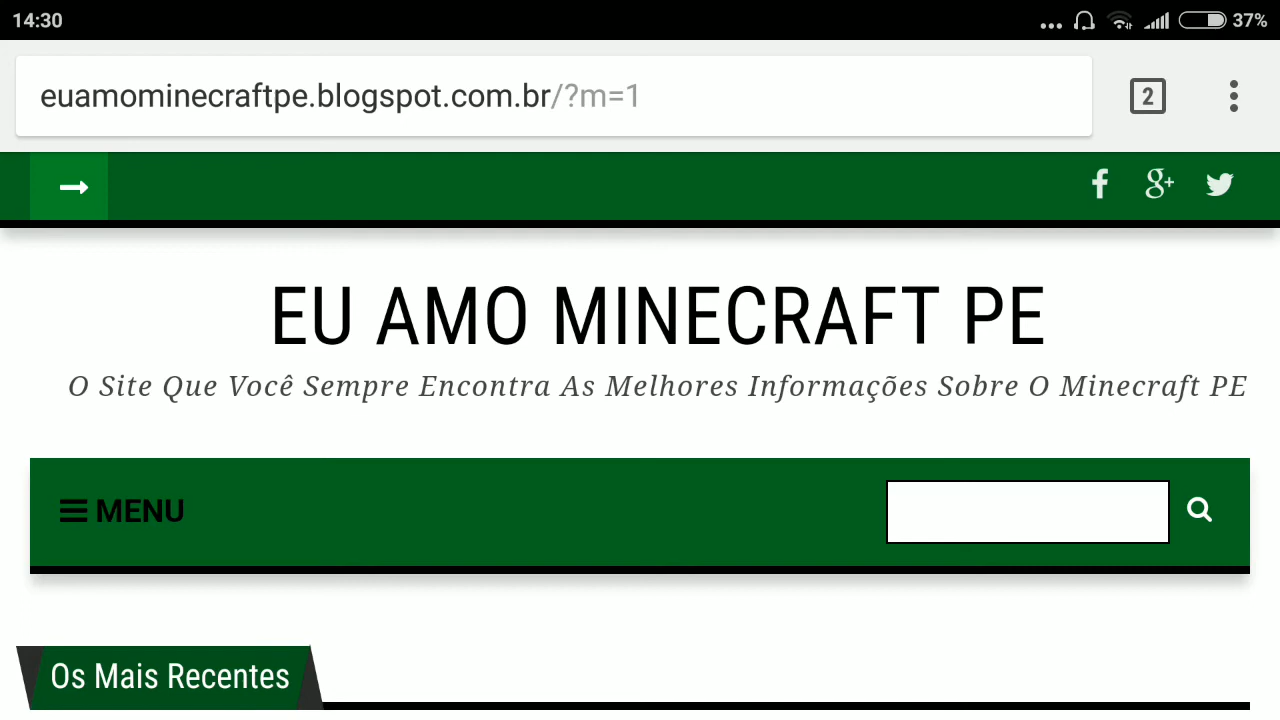 14:30
37%
euamominecraftpe.blogspot.com.br/?m=1
2
EU AMO MINECRAFT PE
O Site Que Você Sempre Encontra As Melhores Informações Sobre O Minecraft PE
MENU
Os Mais Recentes